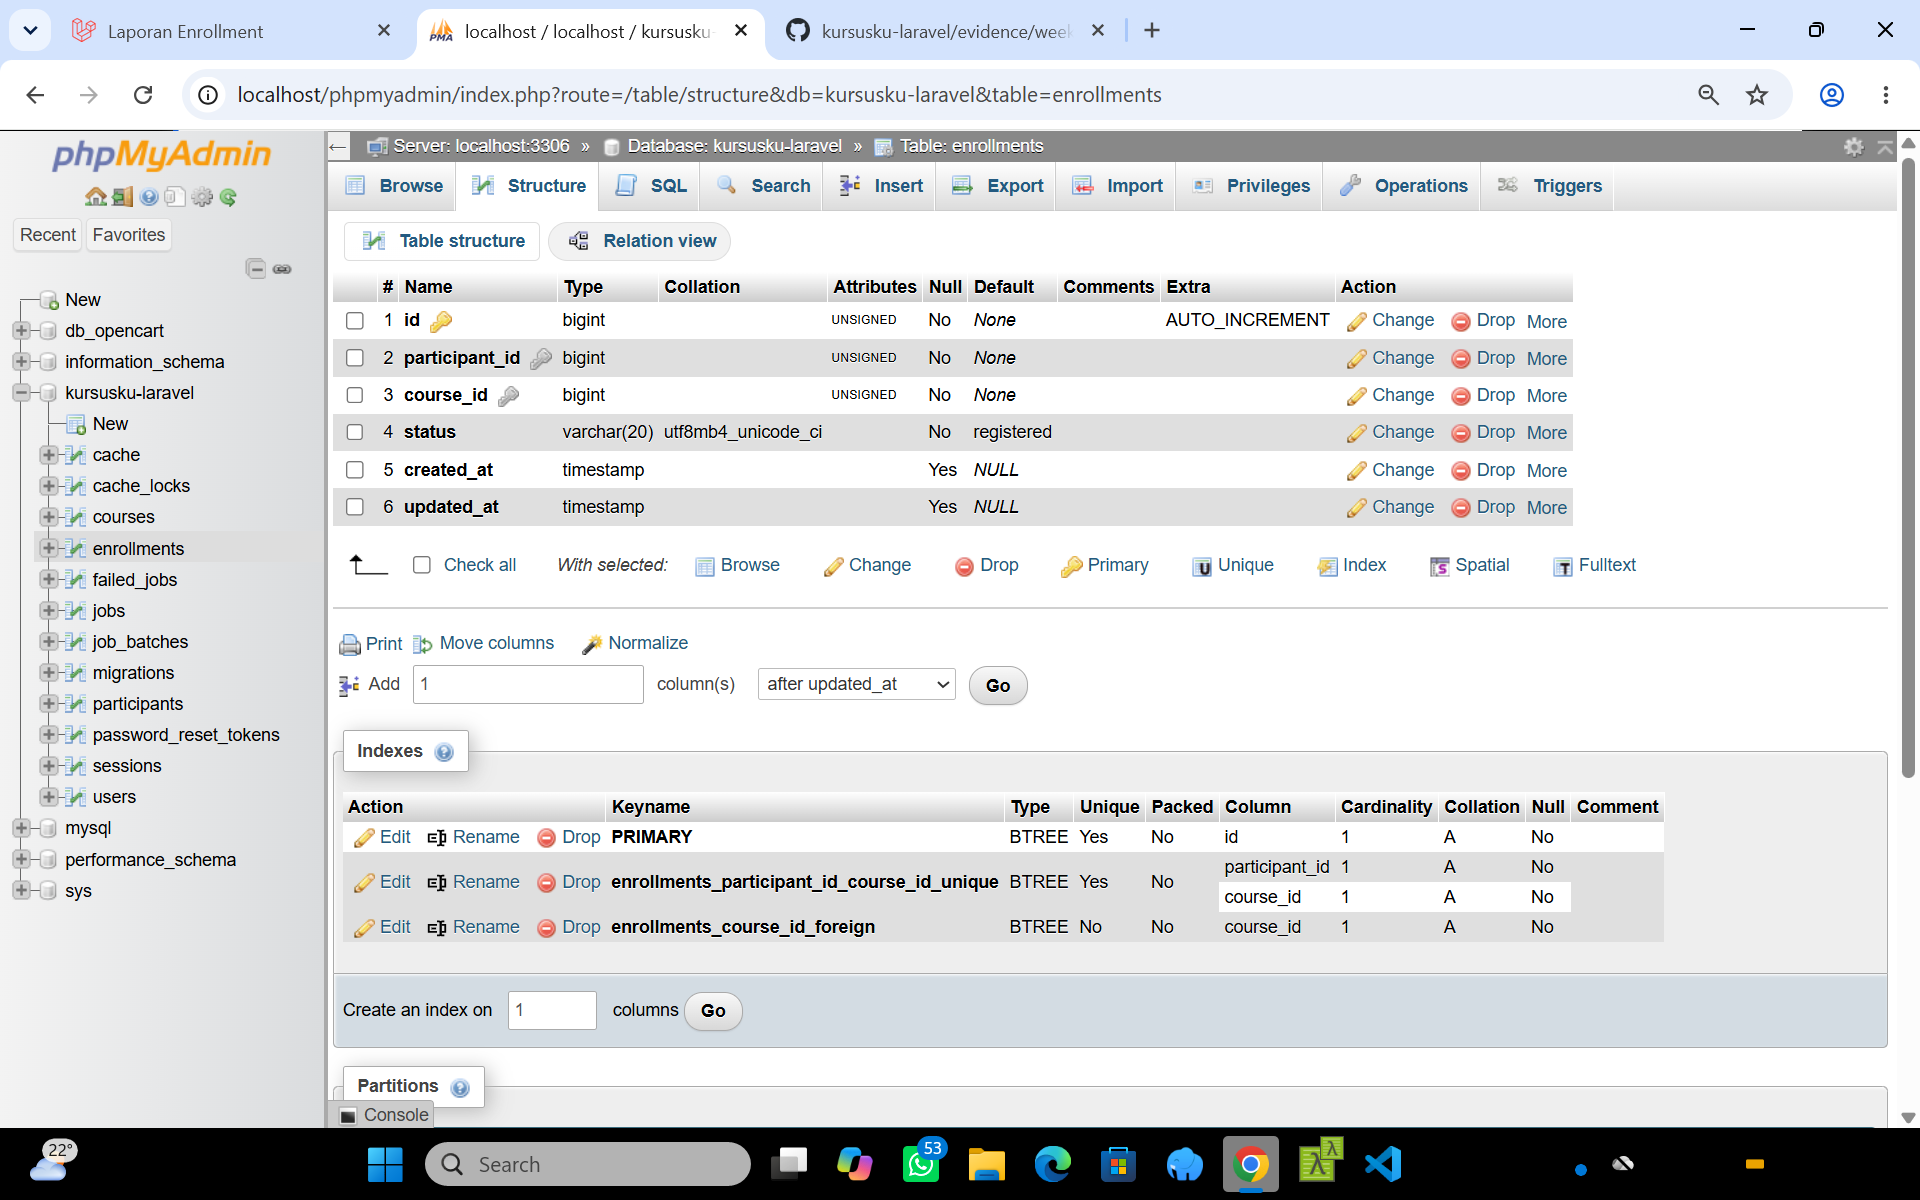 Laporan Enrollment
localhost / localhost / kursusku-
kursusku-laravel/evidence/week
localhost/phpmyadmin/index.php?route=/table/structure&db=kursusku-laravel&table=enrollments
phpMyAdmin
Recent Favorites
New
db_opencart
information_schema
kursusku-laravel
New
cache
cache_locks
courses
enrollments
failed_jobs
jobs
job_batches
migrations
participants
password_reset_tokens
sessions
users
mysql
performance_schema
sys
Server: localhost:3306 » Database: kursusku-laravel » Table: enrollments
Browse Structure SQL Search Insert Export Import Privileges Operations Triggers
Table structure Relation view
# Name Type Collation Attributes Null Default Comments Extra Action
1 id bigint UNSIGNED No None AUTO_INCREMENT Change Drop More
2 participant_id bigint UNSIGNED No None Change Drop More
3 course_id bigint UNSIGNED No None Change Drop More
4 status varchar(20) utf8mb4_unicode_ci No registered Change Drop More
5 created_at timestamp Yes NULL Change Drop More
6 updated_at timestamp Yes NULL Change Drop More
Check all With selected: Browse Change Drop Primary Unique Index Spatial Fulltext
Print Move columns Normalize
Add 1 column(s) after updated_at Go
Indexes
Action Keyname Type Unique Packed Column Cardinality Collation Null Comment
Edit Rename Drop PRIMARY BTREE Yes No id 1 A No
Edit Rename Drop enrollments_participant_id_course_id_unique BTREE Yes No participant_id 1 A No
course_id 1 A No
Edit Rename Drop enrollments_course_id_foreign BTREE No No course_id 1 A No
Create an index on 1 columns Go
Partitions
Console
22°
Search
53